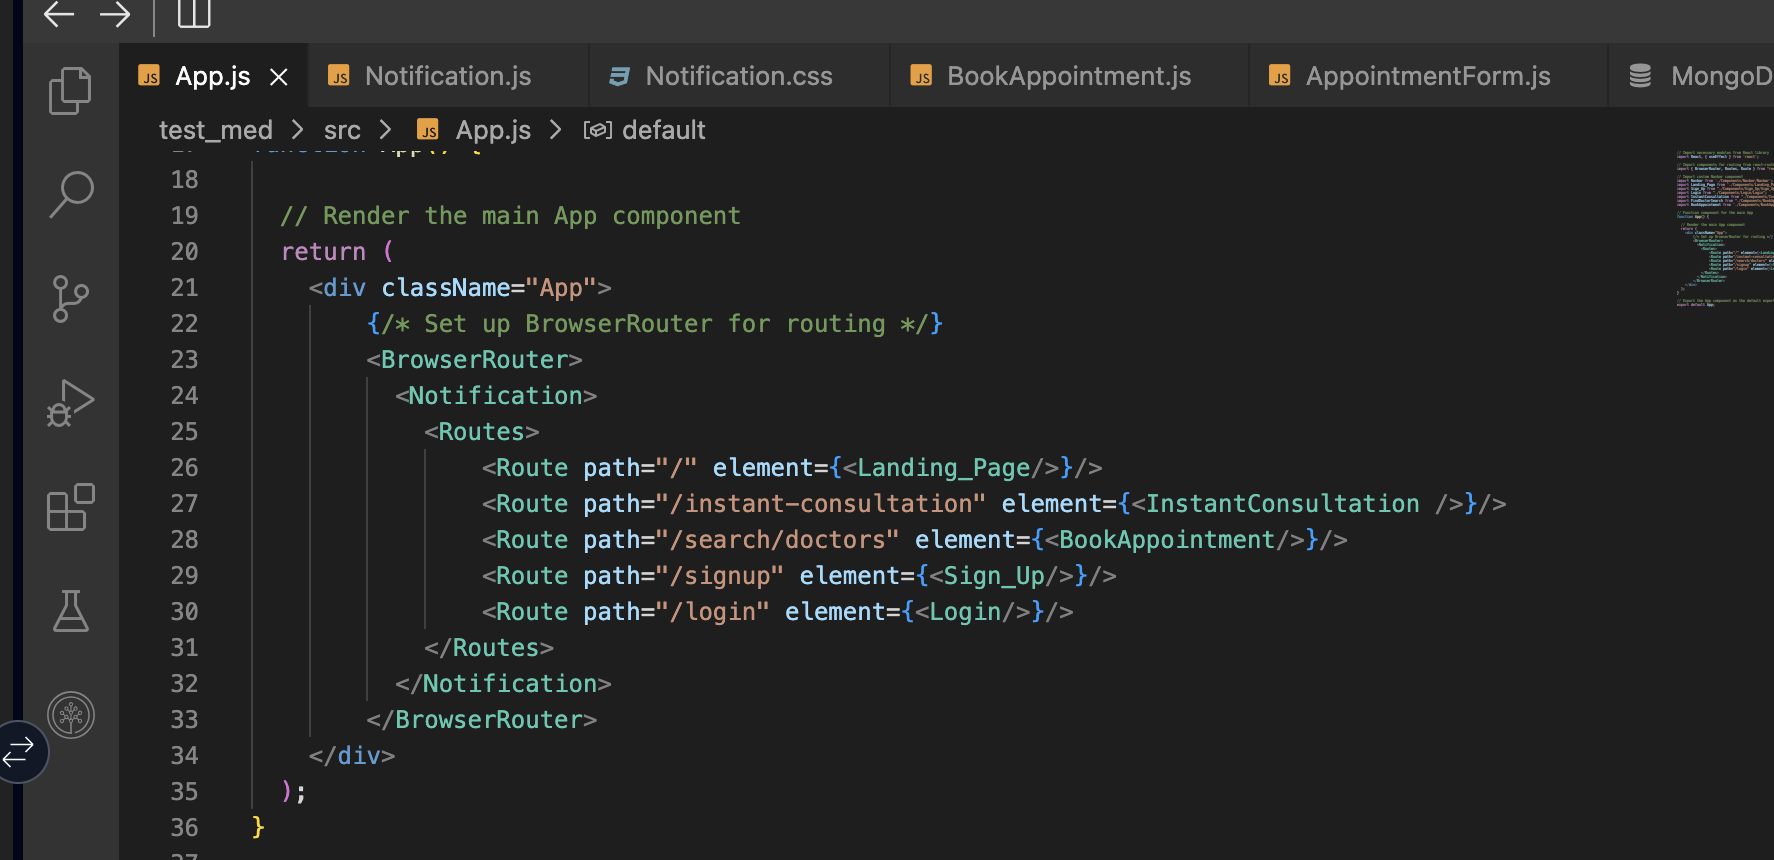 JS App.js
JS Notification.js
Notification.css
JS BookAppointment.js
JS AppointmentForm.js
MongoD
test_med > src > JS App.js > default
18
19 // Render the main App component
20 return (
21 <div className="App">
22 {/* Set up BrowserRouter for routing */}
23 <BrowserRouter>
24 <Notification>
25 <Routes>
26 <Route path="/" element={<Landing_Page/>}/>
27 <Route path="/instant-consultation" element={<InstantConsultation />}/>
28 <Route path="/search/doctors" element={<BookAppointment/>}/>
29 <Route path="/signup" element={<Sign_Up/>}/>
30 <Route path="/login" element={<Login/>}/>
31 </Routes>
32 </Notification>
33 </BrowserRouter>
34 </div>
35 );
36 }